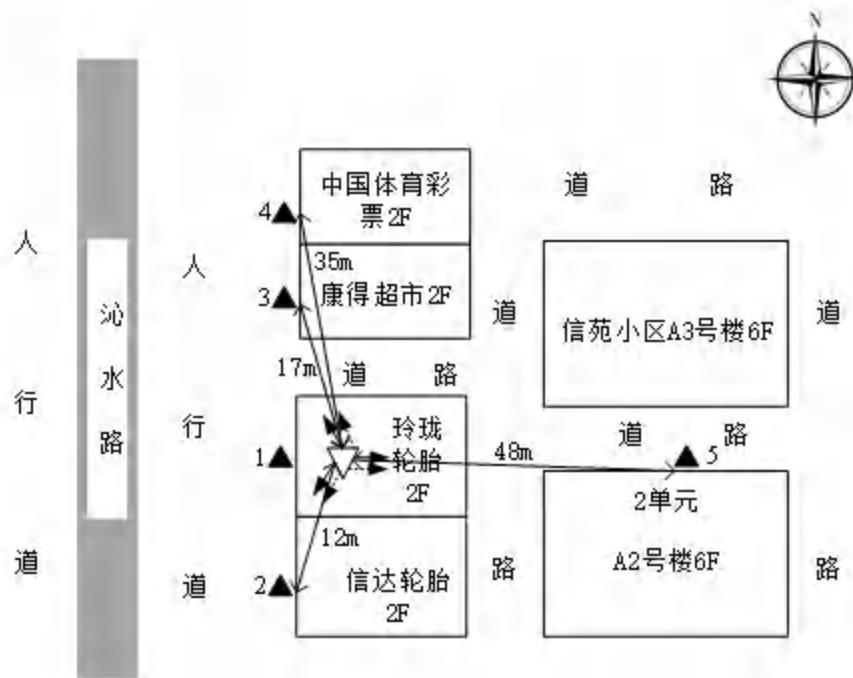 N
中国体育彩
票2F
道 路
4
35m
人
人
3
康得超市2F
道
信苑小区A3号楼6F
道
沁水路
17m
道 路
行
行
1
玲珑
轮胎
2F
道 路
5
48m
2单元
12m
道
道
2
信达轮胎
2F
路
A2号楼6F
路